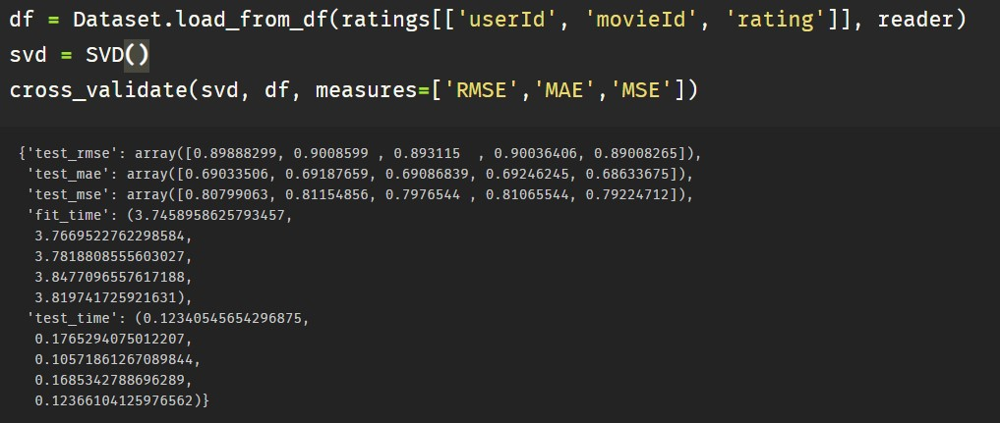 df = Dataset.load_from_df(ratings[['userId', 'movieId', 'rating']], reader)
svd = SVD()
cross_validate(svd, df, measures=['RMSE','MAE','MSE'])
{'test_rmse': array([0.89888299, 0.9008599 , 0.893115  , 0.90036406, 0.89008265]),
 'test_mae': array([0.69033506, 0.69187659, 0.69086839, 0.69246245, 0.68633675]),
 'test_mse': array([0.80799063, 0.81154856, 0.7976544 , 0.81065544, 0.79224712]),
 'fit_time': (3.7458958625793457,
  3.7669522762298584,
  3.7818808555603027,
  3.8477096557617188,
  3.819741725921631),
 'test_time': (0.12340545654296875,
  0.1765294075012207,
  0.10571861267089844,
  0.1685342788696289,
  0.12366104125976562)}